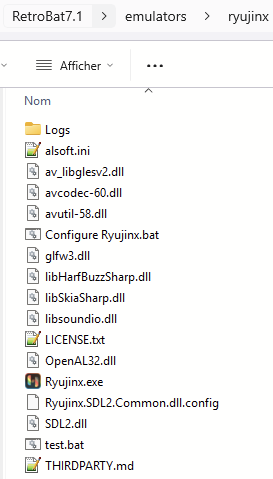 RetroBat7.1 > emulators > ryujinx
Afficher ...
Nom
Logs
alsoft.ini
av_libglesv2.dll
avcodec-60.dll
avutil-58.dll
Configure Ryujinx.bat
glfw3.dll
libHarfBuzzSharp.dll
libSkiaSharp.dll
libsoundio.dll
LICENSE.txt
OpenAL32.dll
Ryujinx.exe
Ryujinx.SDL2.Common.dll.config
SDL2.dll
test.bat
THIRDPARTY.md